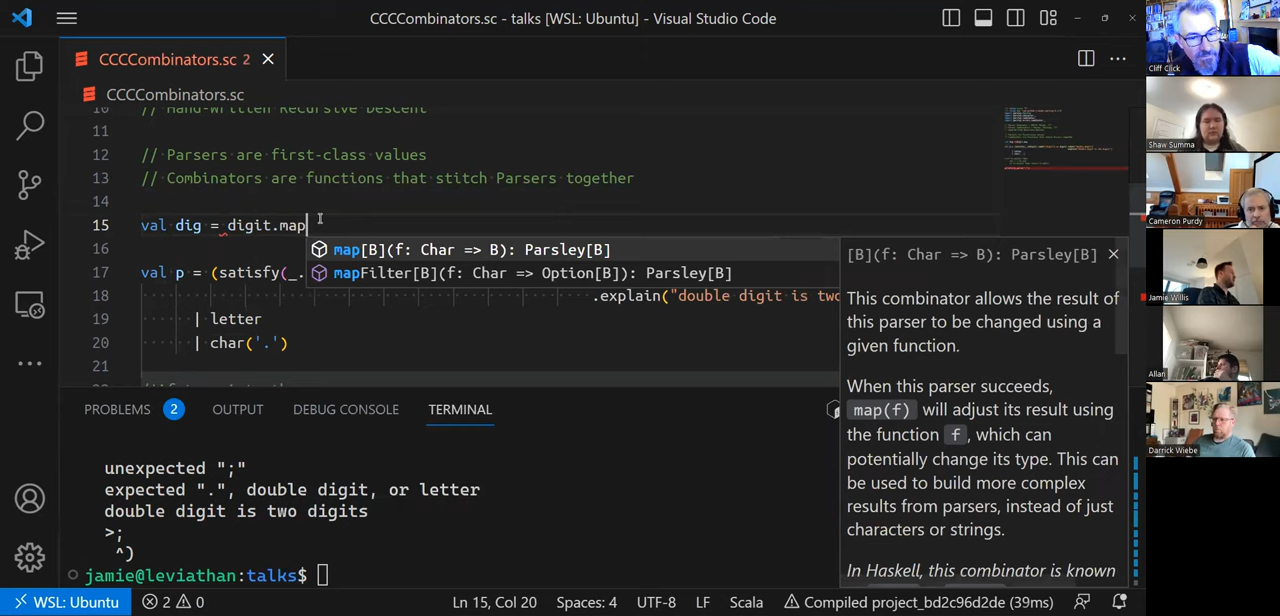 CCCCombinators.sc - talks [WSL: Ubuntu] - Visual Studio Code
CCCCombinators.sc 2
CCCCombinators.sc
10 // Hand-Written Recursive Descent
11
12 // Parsers are first-class values
13 // Combinators are functions that stitch Parsers together
14
15 val dig = digit.map
16
17 val p = (satisfy(_.
18 .explain("double digit is two
19 | letter
20 | char('.')
21
map[B](f: Char => B): Parsley[B]
mapFilter[B](f: Char => Option[B]): Parsley[B]
[B](f: Char => B): Parsley[B]
This combinator allows the result of
this parser to be changed using a
given function.
When this parser succeeds,
map(f) will adjust its result using
the function f, which can
potentially change its type. This can
be used to build more complex
results from parsers, instead of just
characters or strings.
In Haskell, this combinator is known
PROBLEMS 2 OUTPUT DEBUG CONSOLE TERMINAL
unexpected ";"
expected ".", double digit, or letter
double digit is two digits
>;
^)
jamie@leviathan:talks$
WSL: Ubuntu 2 0 Ln 15, Col 20 Spaces: 4 UTF-8 LF Scala Compiled project_bd2c96d2de (39ms)
Cliff Click
Shaw Summa
Cameron Purdy
Jamie Willis
Allan
Darrick Wiebe